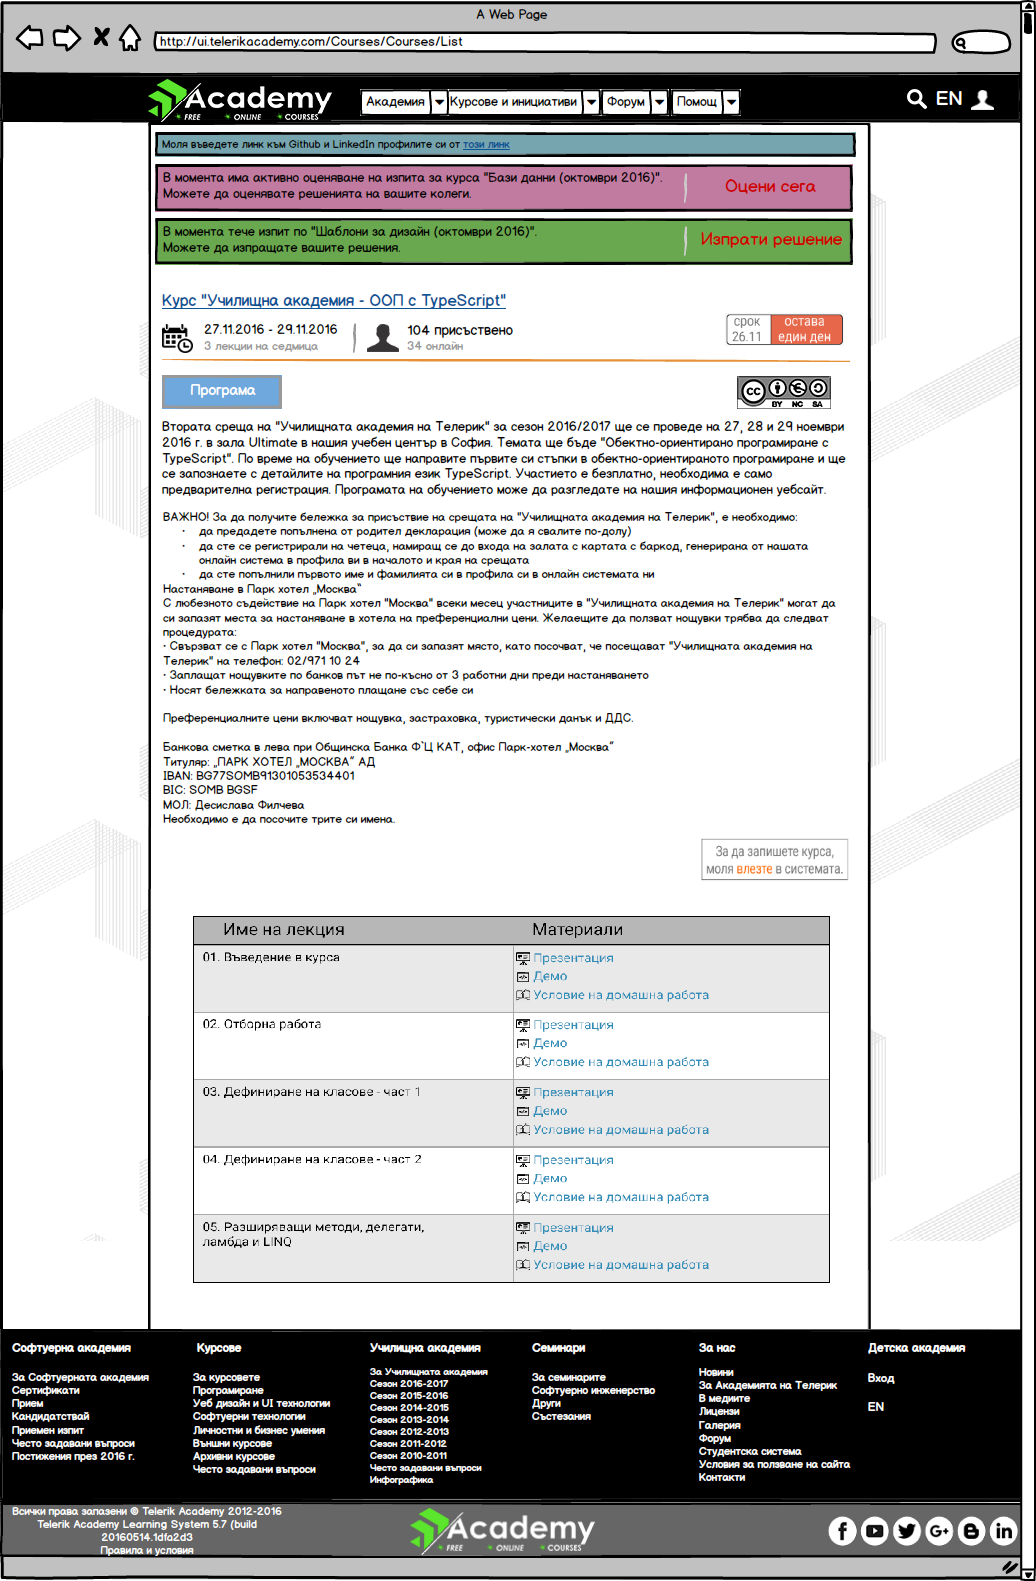 A Web Page
http://ui.telerikacademy.com/Courses/Courses/List
Academy
FREE ONLINE COURSES
Академия Курсове и инициативи Форум Помощ EN
Моля въведете линк към Github и LinkedIn профилите си от този линк
В момента има активно оценяване на изпита за курса "Бази данни (октомври 2016)".
Можете да оценявате решенията на вашите колеги.
Оцени сега
В момента тече изпит по "Шаблони за дизайн (октомври 2016)".
Можете да изпращате вашите решения.
Изпрати решение
Курс "Училищна академия - ООП с TypeScript"
27.11.2016 - 29.11.2016
3 лекции на седмица
104 присъствено
34 онлайн
срок
26.11
остава
един ден
Програма
cc BY NC SA
Втората среща на "Училищната академия на Телерик" за сезон 2016/2017 ще се проведе на 27, 28 и 29 ноември
2016 г. в зала Ultimate в нашия учебен център в София. Темата ще бъде "Обектно-ориентирано програмиране с
TypeScript". По време на обучението ще направите първите си стъпки в обектно-ориентираното програмиране и ще
се запознаете с детайлите на програмния език TypeScript. Участието е безплатно, необходима е само
предварителна регистрация. Програмата на обучението може да разгледате на нашия информационен уебсайт.
ВАЖНО! За да получите бележка за присъствие на срещата на "Училищната академия на Телерик", е необходимо:
· да предадете попълнена от родител декларация (може да я свалите по-долу)
· да сте се регистрирали на четеца, намиращ се до входа на залата с картата с баркод, генерирана от нашата
онлайн система в профила ви в началото и края на срещата
· да сте попълнили първото име и фамилията си в профила си в онлайн системата ни
Настаняване в Парк хотел „Москва“
С любезното съдействие на Парк хотел "Москва" всеки месец участниците в "Училищната академия на Телерик" могат да
си запазят места за настаняване в хотела на преференциални цени. Желаещите да ползват нощувки трябва да следват
процедурата:
· Свързват се с Парк хотел "Москва", за да си запазят място, като посочват, че посещават "Училищната академия на
Телерик" на телефон: 02/971 10 24
· Заплащат нощувките по банков път не по-късно от 3 работни дни преди настаняването
· Носят бележката за направеното плащане със себе си
Преференциалните цени включват нощувка, застраховка, туристически данък и ДДС.
Банкова сметка в лева при Общинска Банка Ф`Ц КАТ, офис Парк-хотел „Москва“
Титуляр: „ПАРК ХОТЕЛ „МОСКВА“ АД
IBAN: BG77SOMB91301053534401
BIC: SOMB BGSF
МОЛ: Десислава Филчева
Необходимо е да посочите трите си имена.
За да запишете курса,
моля влезте в системата.
Име на лекция Материали
01. Въведение в курса
Презентация
Демо
Условие на домашна работа
02. Отборна работа
Презентация
Демо
Условие на домашна работа
03. Дефиниране на класове - част 1
Презентация
Демо
Условие на домашна работа
04. Дефиниране на класове - част 2
Презентация
Демо
Условие на домашна работа
05. Разширяващи методи, делегати,
ламбда и LINQ
Презентация
Демо
Условие на домашна работа
Софтуерна академия
За Софтуерната академия
Сертификати
Прием
Кандидатствай
Приемен изпит
Често задавани въпроси
Постижения през 2016 г.
Курсове
За курсовете
Програмиране
Уеб дизайн и UI технологии
Софтуерни технологии
Личностни и бизнес умения
Външни курсове
Архивни курсове
Често задавани въпроси
Училищна академия
За Училищната академия
Сезон 2016-2017
Сезон 2015-2016
Сезон 2014-2015
Сезон 2013-2014
Сезон 2012-2013
Сезон 2011-2012
Сезон 2010-2011
Често задавани въпроси
Инфографика
Семинари
За семинарите
Софтуерно инженерство
Други
Състезания
За нас
Новини
За Академията на Телерик
В медиите
Лицензи
Галерия
Форум
Студентска система
Условия за ползване на сайта
Контакти
Детска академия
Вход
EN
Всички права запазени © Telerik Academy 2012-2016
Telerik Academy Learning System 5.7 (build
20160514.1dfa2d3
Правила и условия
Academy
FREE ONLINE COURSES